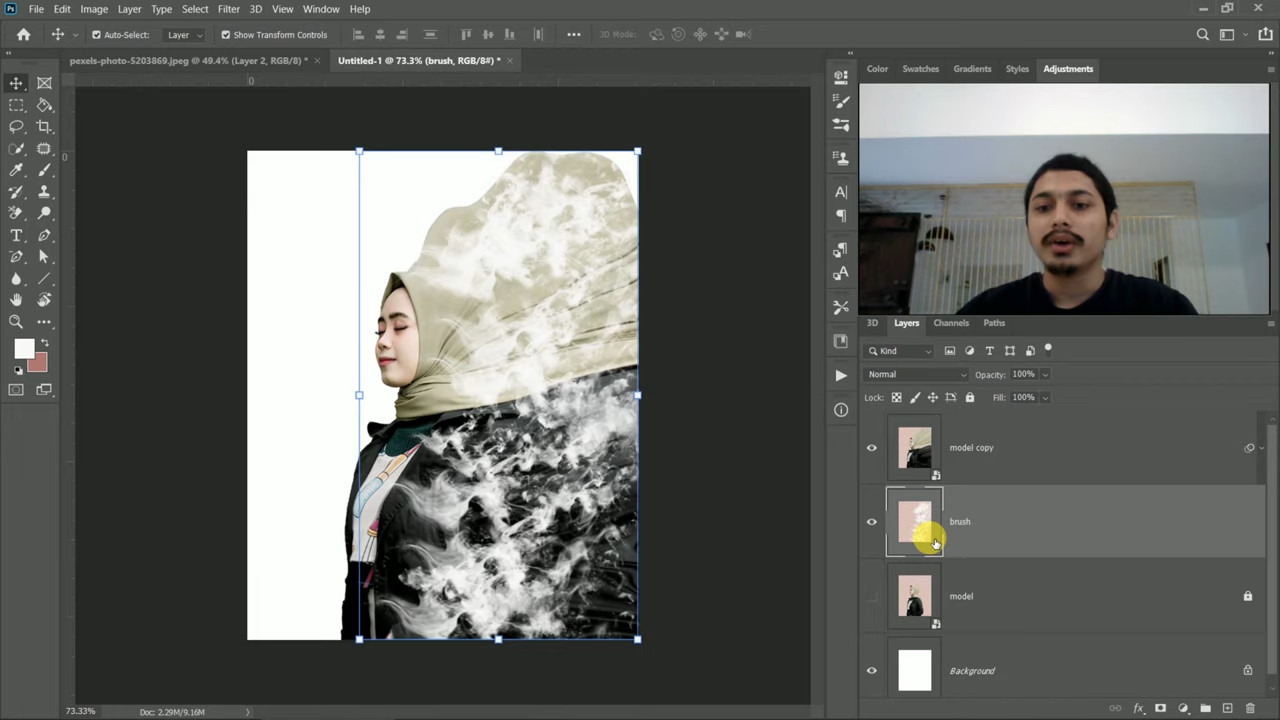 Ps File Edit Image Layer Type Select Filter 3D View Window Help
Auto-Select: Layer Show Transform Controls 3D Mode:
pexels-photo-5203869.jpeg @ 49.4% (Layer 2, RGB/8) * Untitled-1 @ 73.3% (brush, RGB/8#) *
Color Swatches Gradients Styles Adjustments
0
0
3D Layers Channels Paths
Kind
Normal Opacity: 100%
Lock: Fill: 100%
model copy
brush
model
Background
73.33% Doc: 2.29M/9.16M